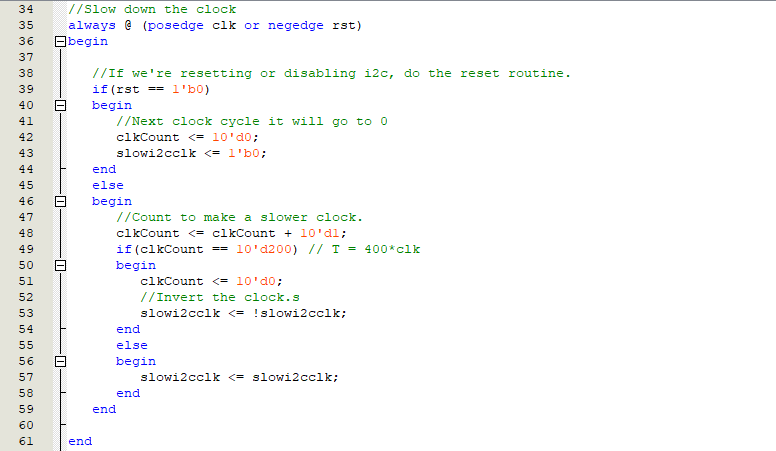 34 //Slow down the clock
35 always @ (posedge clk or negedge rst)
36 begin
37
38 //If we're resetting or disabling i2c, do the reset routine.
39 if(rst == 1'b0)
40 begin
41 //Next clock cycle it will go to 0
42 clkCount <= 10'd0;
43 slowi2cclk <= 1'b0;
44 end
45 else
46 begin
47 //Count to make a slower clock.
48 clkCount <= clkCount + 10'd1;
49 if(clkCount == 10'd200) // T = 400*clk
50 begin
51 clkCount <= 10'd0;
52 //Invert the clock.s
53 slowi2cclk <= !slowi2cclk;
54 end
55 else
56 begin
57 slowi2cclk <= slowi2cclk;
58 end
59 end
60
61 end